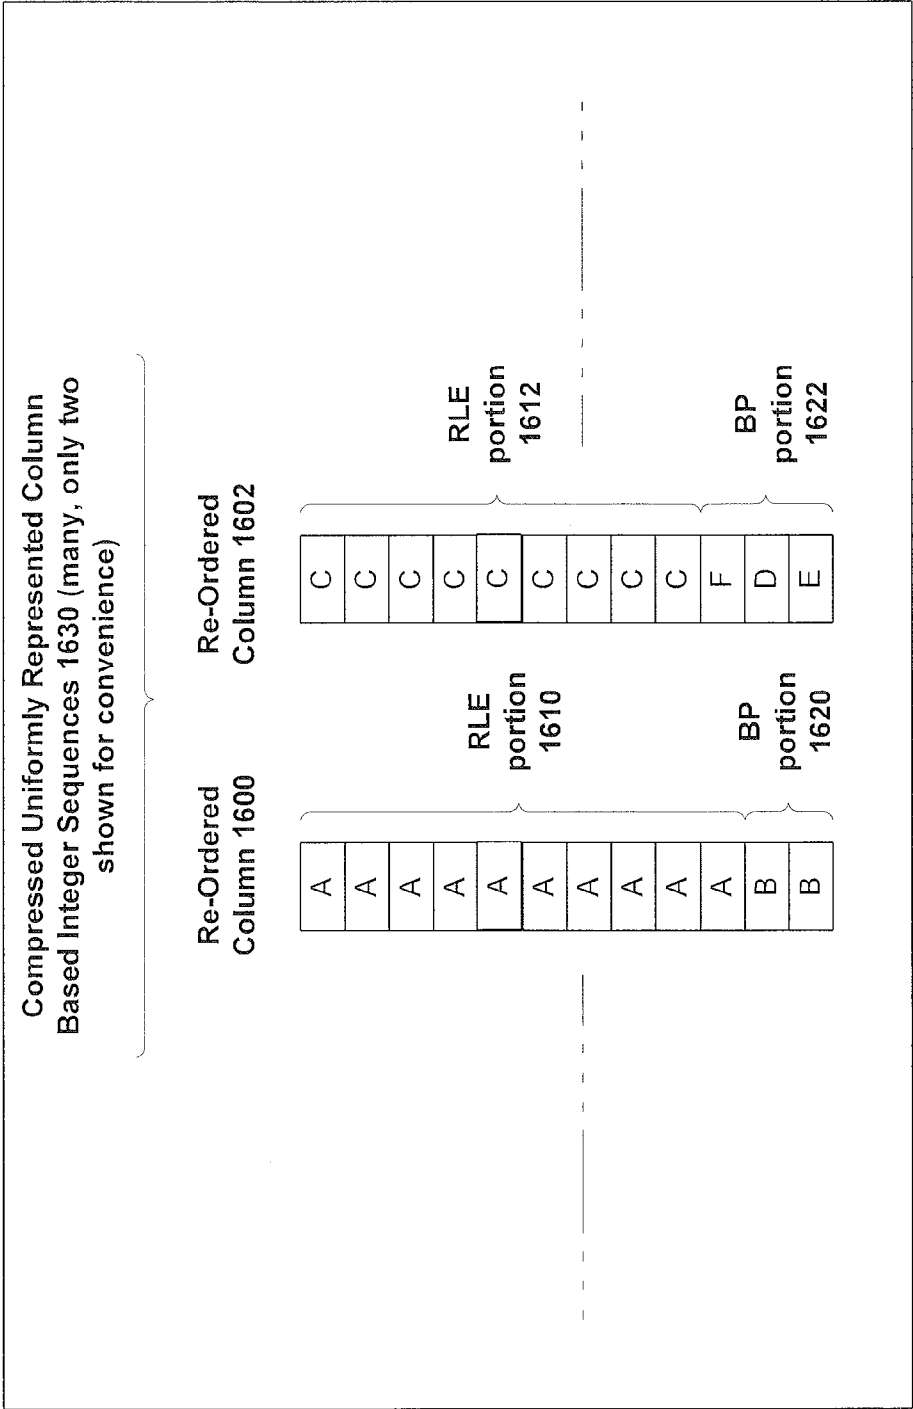 Compressed Uniformly Represented Column
Based Integer Sequences 1630 (many, only two
shown for convenience)
Re-Ordered
Column 1600
A
A
A
A
A
A
A
A
A
A
B
B
RLE
portion
1610
BP
portion
1620
Re-Ordered
Column 1602
C
C
C
C
C
C
C
C
C
F
D
E
RLE
portion
1612
BP
portion
1622